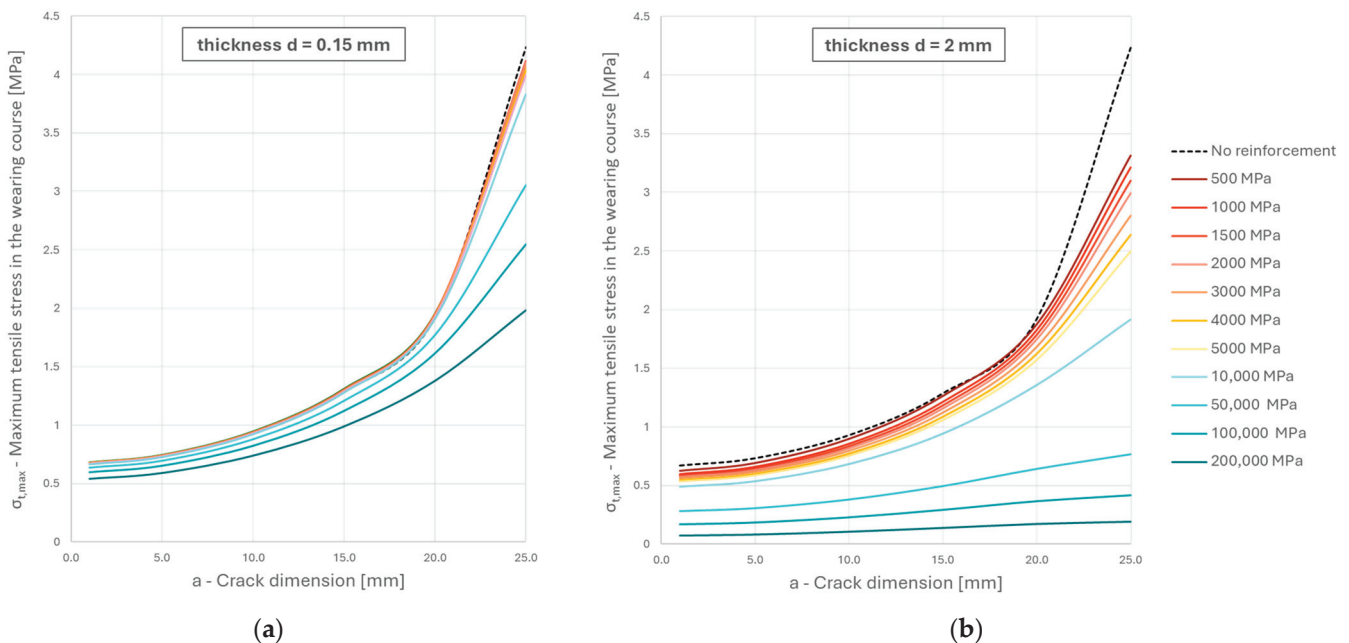 thickness d = 0.15 mm
σt,max - Maximum tensile stress in the wearing course [MPa]
4.5
4
3.5
3
2.5
2
1.5
1
0.5
0
0.0
5.0
10.0
15.0
20.0
25.0
a - Crack dimension [mm]
(a)
thickness d = 2 mm
σt,max - Maximum tensile stress in the wearing course [MPa]
4.5
4
3.5
3
2.5
2
1.5
1
0.5
0
0.0
5.0
10.0
15.0
20.0
25.0
a - Crack dimension [mm]
(b)
No reinforcement
500 MPa
1000 MPa
1500 MPa
2000 MPa
3000 MPa
4000 MPa
5000 MPa
10,000 MPa
50,000 MPa
100,000 MPa
200,000 MPa